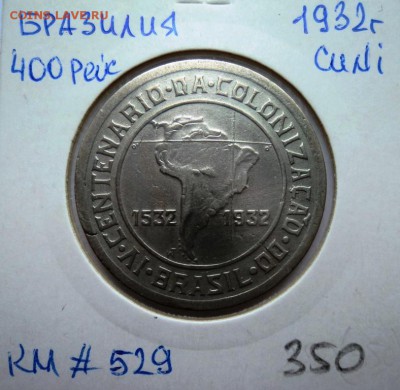 COINS.LAVE.RU
БРАЗИЛИЯ 1932г
400 рейс CuNi
IV·CENTENARIO·DA·COLONIZAÇÃO·DO·BRASIL·
1532 1932
KM # 529 350